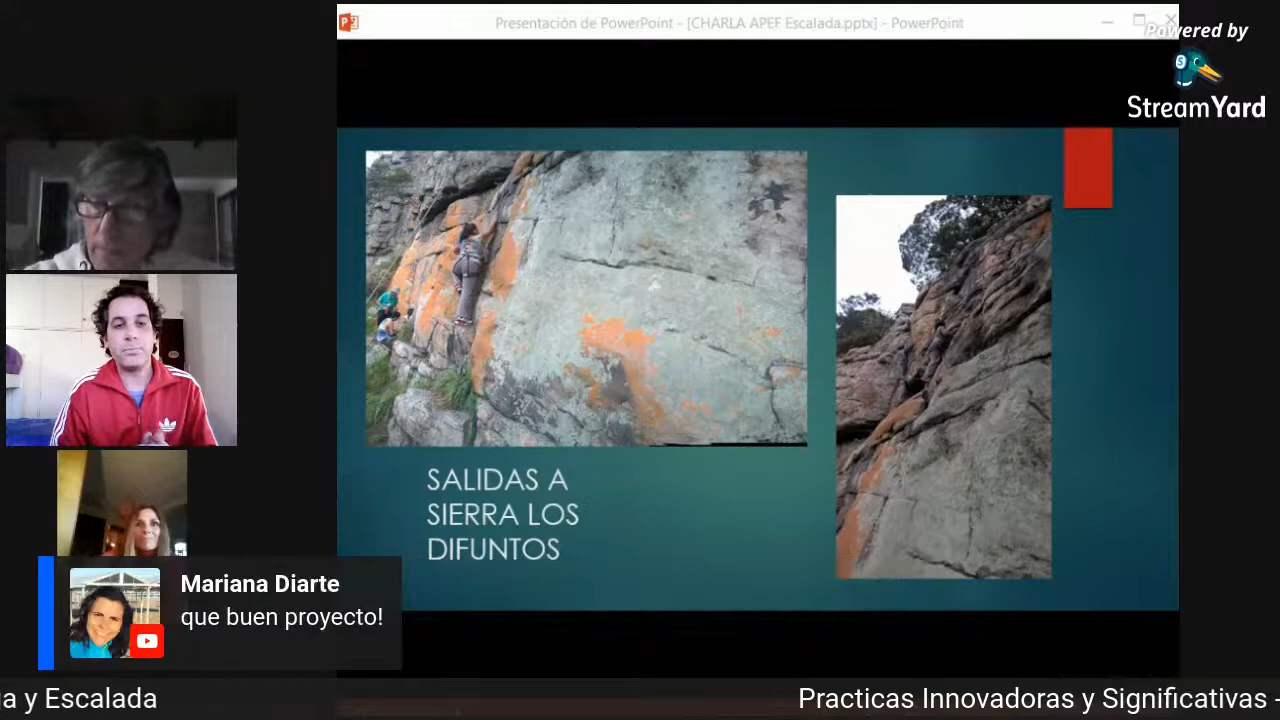 Presentación de PowerPoint - [CHARLA APEF Escalada.pptx] - PowerPoint
Powered by
StreamYard
SALIDAS A
SIERRA LOS
DIFUNTOS
Mariana Diarte
que buen proyecto!
a y Escalada
Practicas Innovadoras y Significativas -